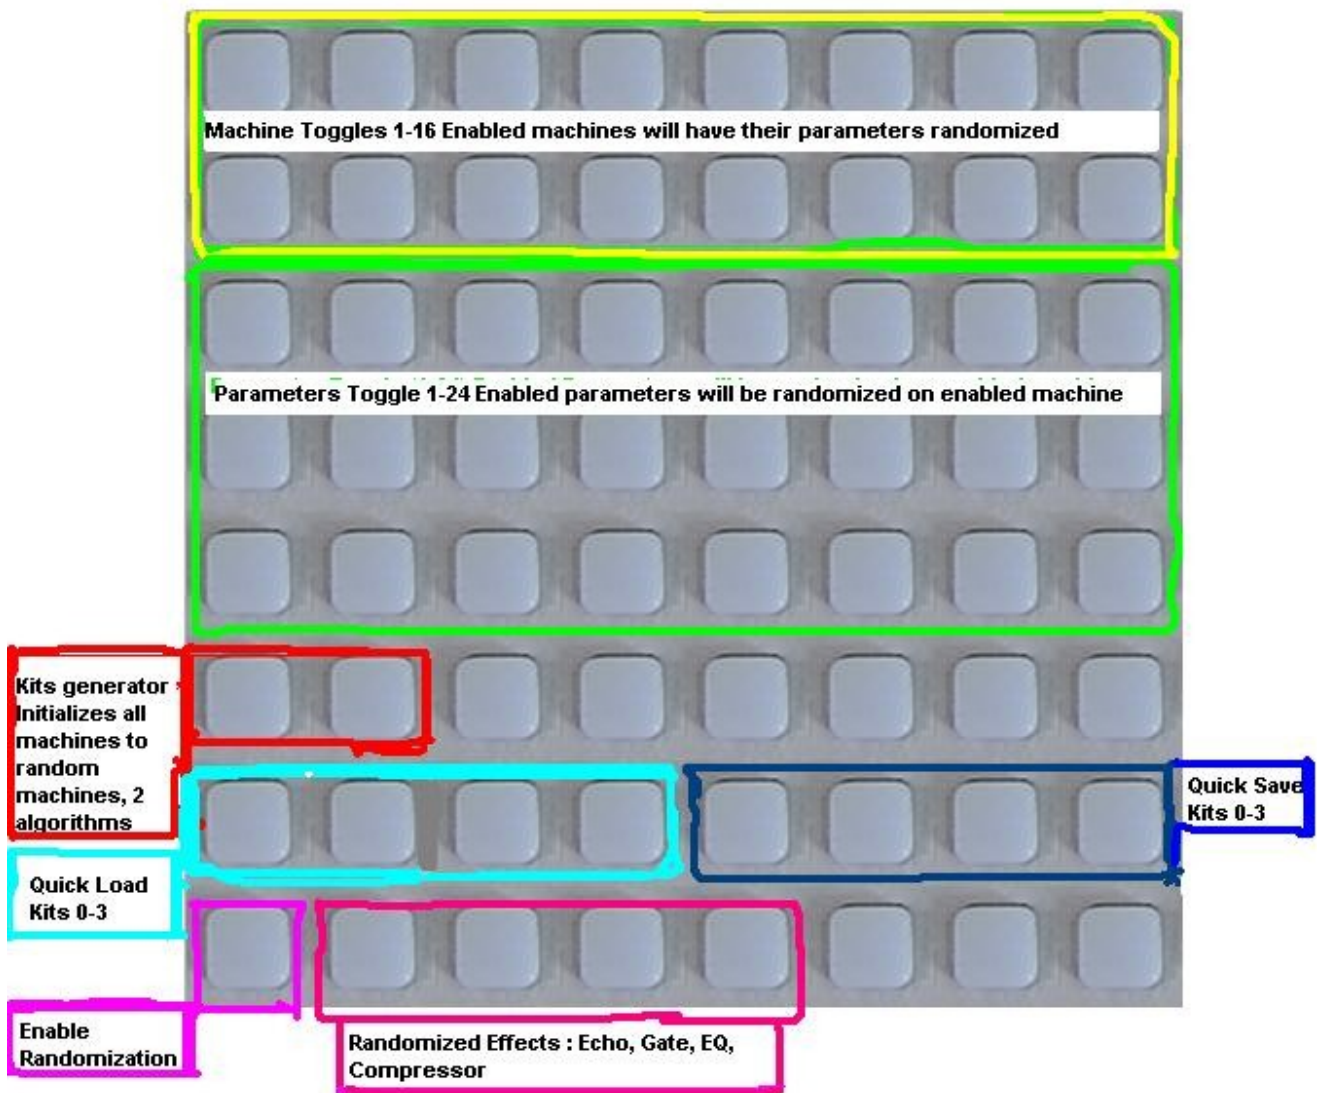 Machine Toggles 1-16 Enabled machines will have their parameters randomized
Parameters Toggle 1-24 Enabled parameters will be randomized on enabled machine
Kits generator
Initializes all
machines to
random
machines, 2
algorithms
Quick Save
Kits 0-3
Quick Load
Kits 0-3
Enable
Randomization
Randomized Effects : Echo, Gate, EQ,
Compressor